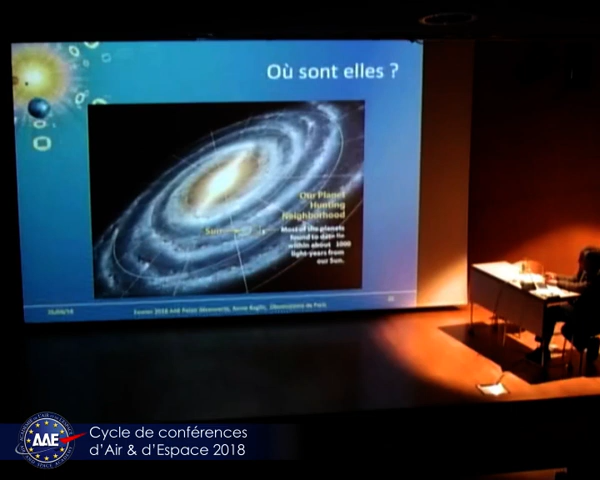 Où sont elles ?
Our Planet
Hunting
Neighborhood
Sun
Most of the planets
found to date lie
within about 1000
light-years from
our Sun.
AAE
Cycle de conférences
d'Air & d'Espace 2018